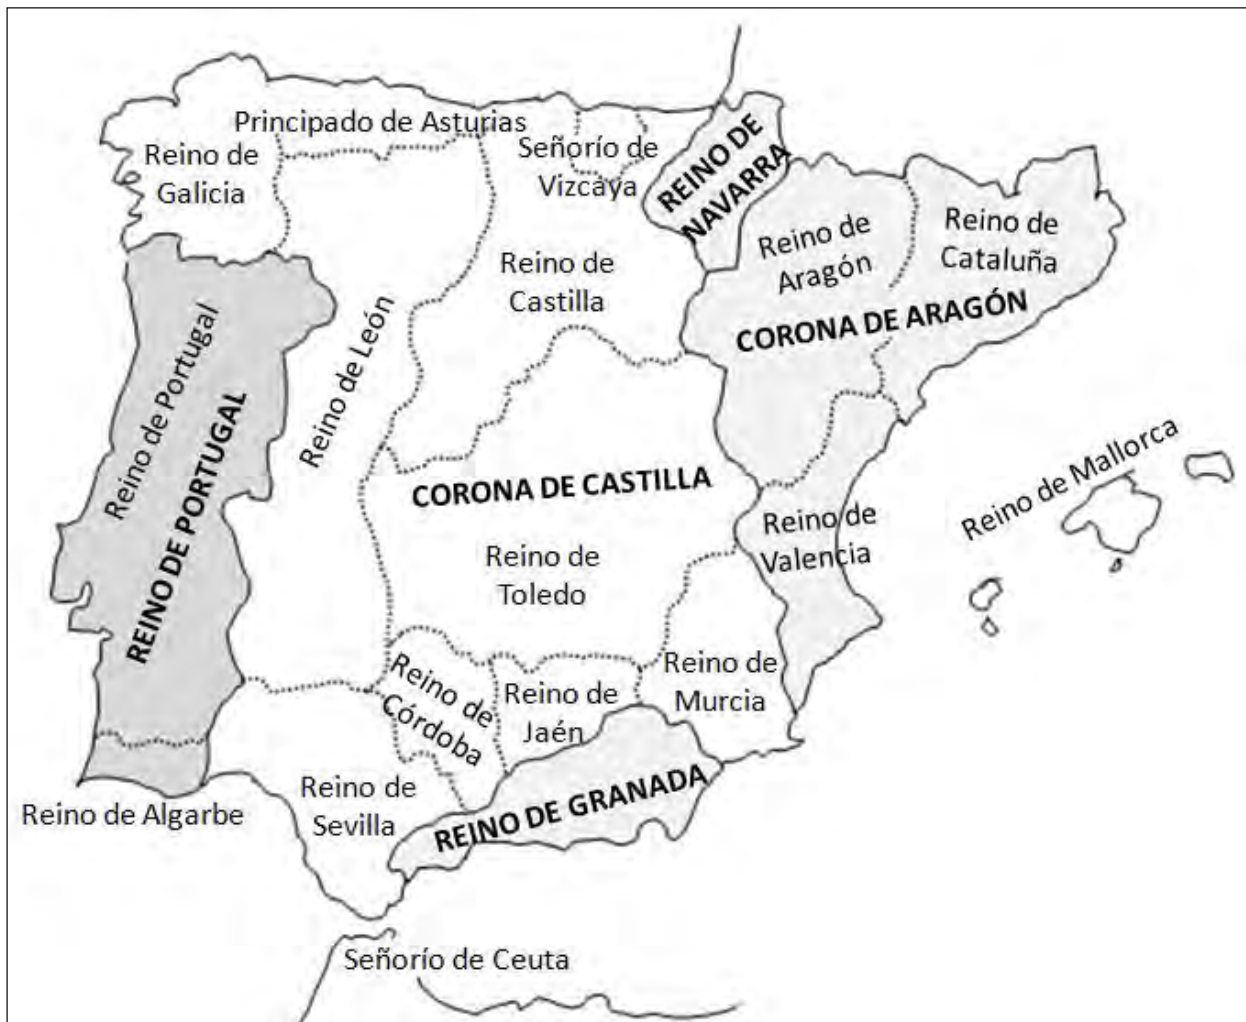 Principado de Asturias
Reino de
Galicia
Señorío de
Vizcaya
REINO DE
NAVARRA
Reino de
Aragón
Reino de
Cataluña
CORONA DE ARAGÓN
Reino de
Castilla
Reino de León
Reino de Portugal
REINO DE PORTUGAL
CORONA DE CASTILLA
Reino de Mallorca
Reino de
Valencia
Reino de
Toledo
Reino de
Murcia
Reino de
Córdoba
Reino de
Jaén
Reino de
Sevilla
REINO DE GRANADA
Reino de Algarbe
Señorío de Ceuta